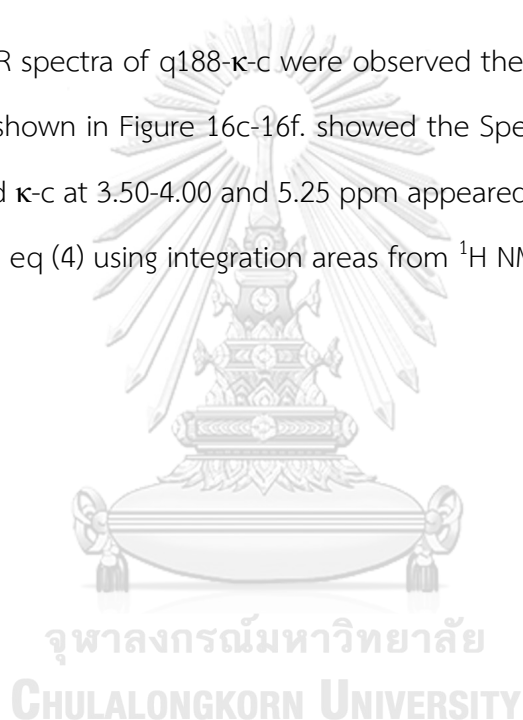 R spectra of q188-κ-c were observed the
shown in Figure 16c-16f. showed the Spe
d κ-c at 3.50-4.00 and 5.25 ppm appeared
eq (4) using integration areas from ¹H NM
จุฬาลงกรณ์มหาวิทยาลัย
CHULALONGKORN UNIVERSITY